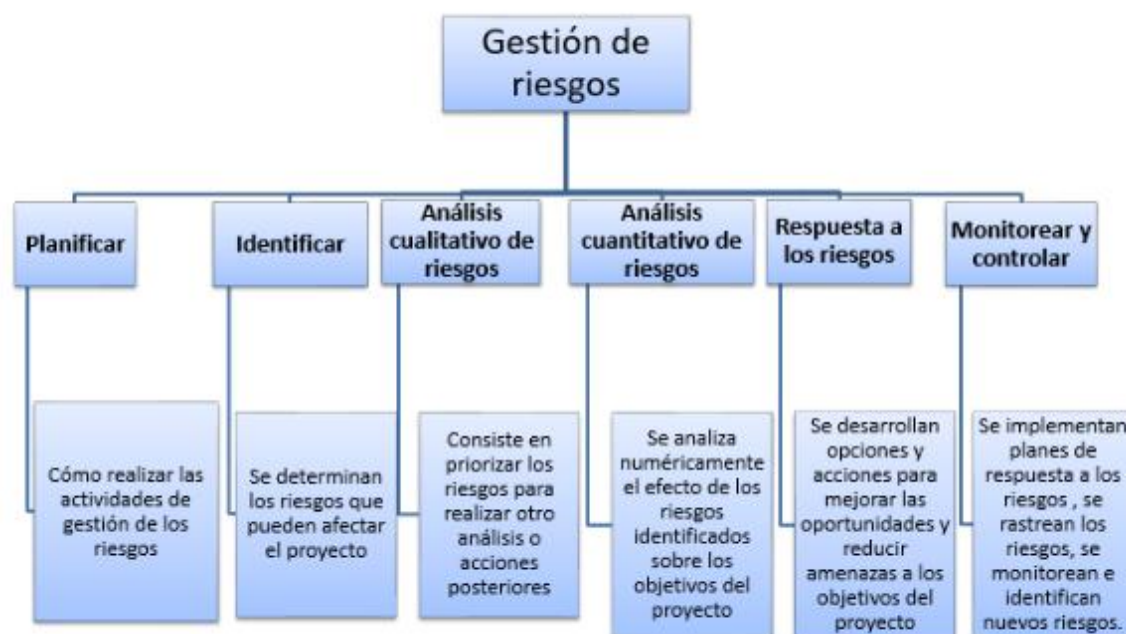 Gestión de
riesgos
Planificar
Identificar
Análisis
cualitativo de
riesgos
Análisis
cuantitativo de
riesgos
Respuesta a
los riesgos
Monitorear y
controlar
Cómo realizar las
actividades de
gestión de los
riesgos
Se determinan
los riesgos que
pueden afectar
el proyecto
Consiste en
priorizar los
riesgos para
realizar otro
análisis o
acciones
posteriores
Se analiza
numéricamente
el efecto de los
riesgos
identificados
sobre los
objetivos del
proyecto
Se desarrollan
opciones y
acciones para
mejorar las
oportunidades y
reducir
amenazas a los
objetivos del
proyecto
Se implementan
planes de
respuesta a los
riesgos , se
rastrean los
riesgos, se
monitorean e
identifican
nuevos riesgos.